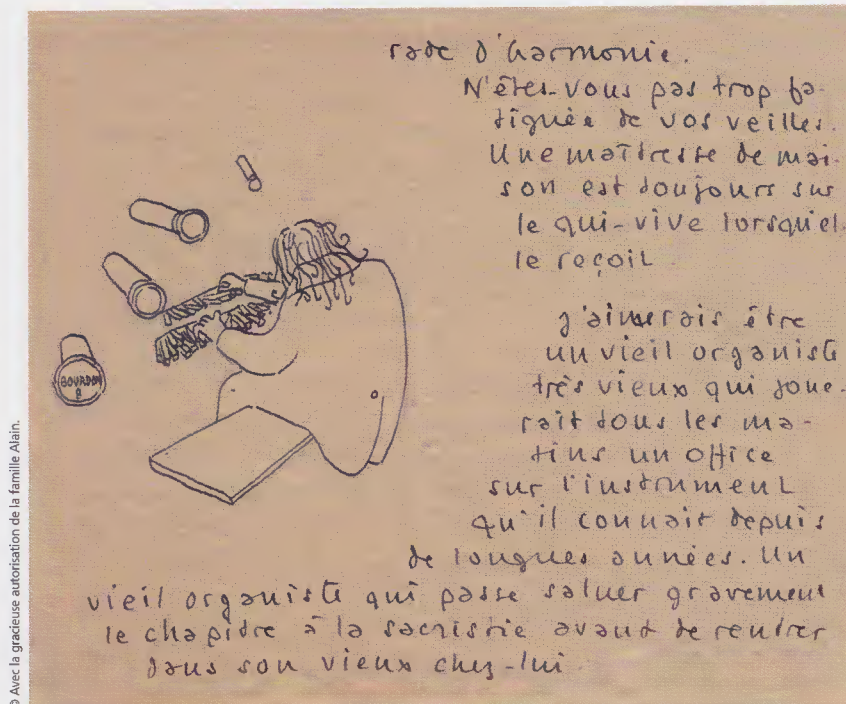 rade d'harmonie.
N'êtes-vous pas trop fa-
tiguée de vos veilles.
Une maîtresse de mai-
son est toujours sur
le qui-vive lorsqu'el-
le reçoit
J'aimerais être
un vieil organiste
très vieux qui joue-
rait tous les ma-
tins un office
sur l'instrument
qu'il connait depuis
de longues années. Un
vieil organiste qui passe saluer gravement
le chapitre à la sacristie avant de rentrer
dans son vieux chez-lui.
BOURDON
8
© Avec la gracieuse autorisation de la famille Alain.